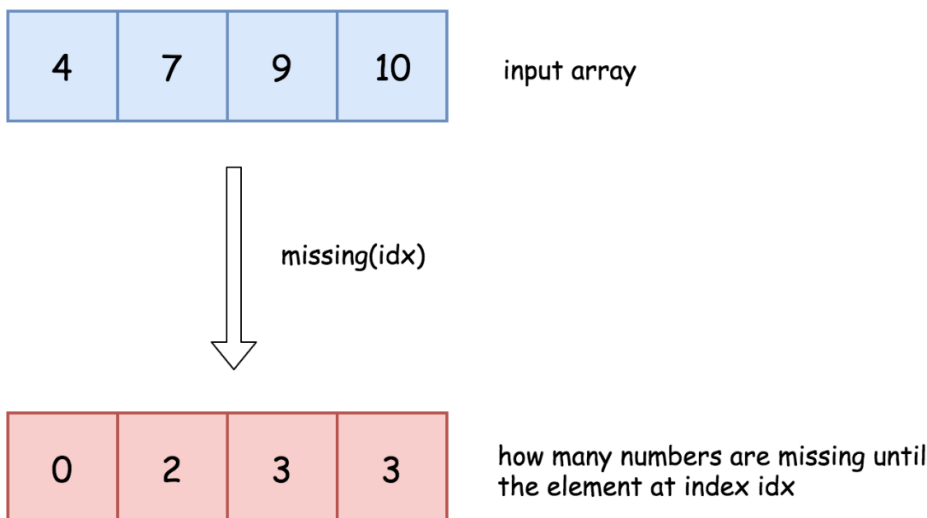 4 7 9 10
input array
missing(idx)
0 2 3 3
how many numbers are missing until
the element at index idx